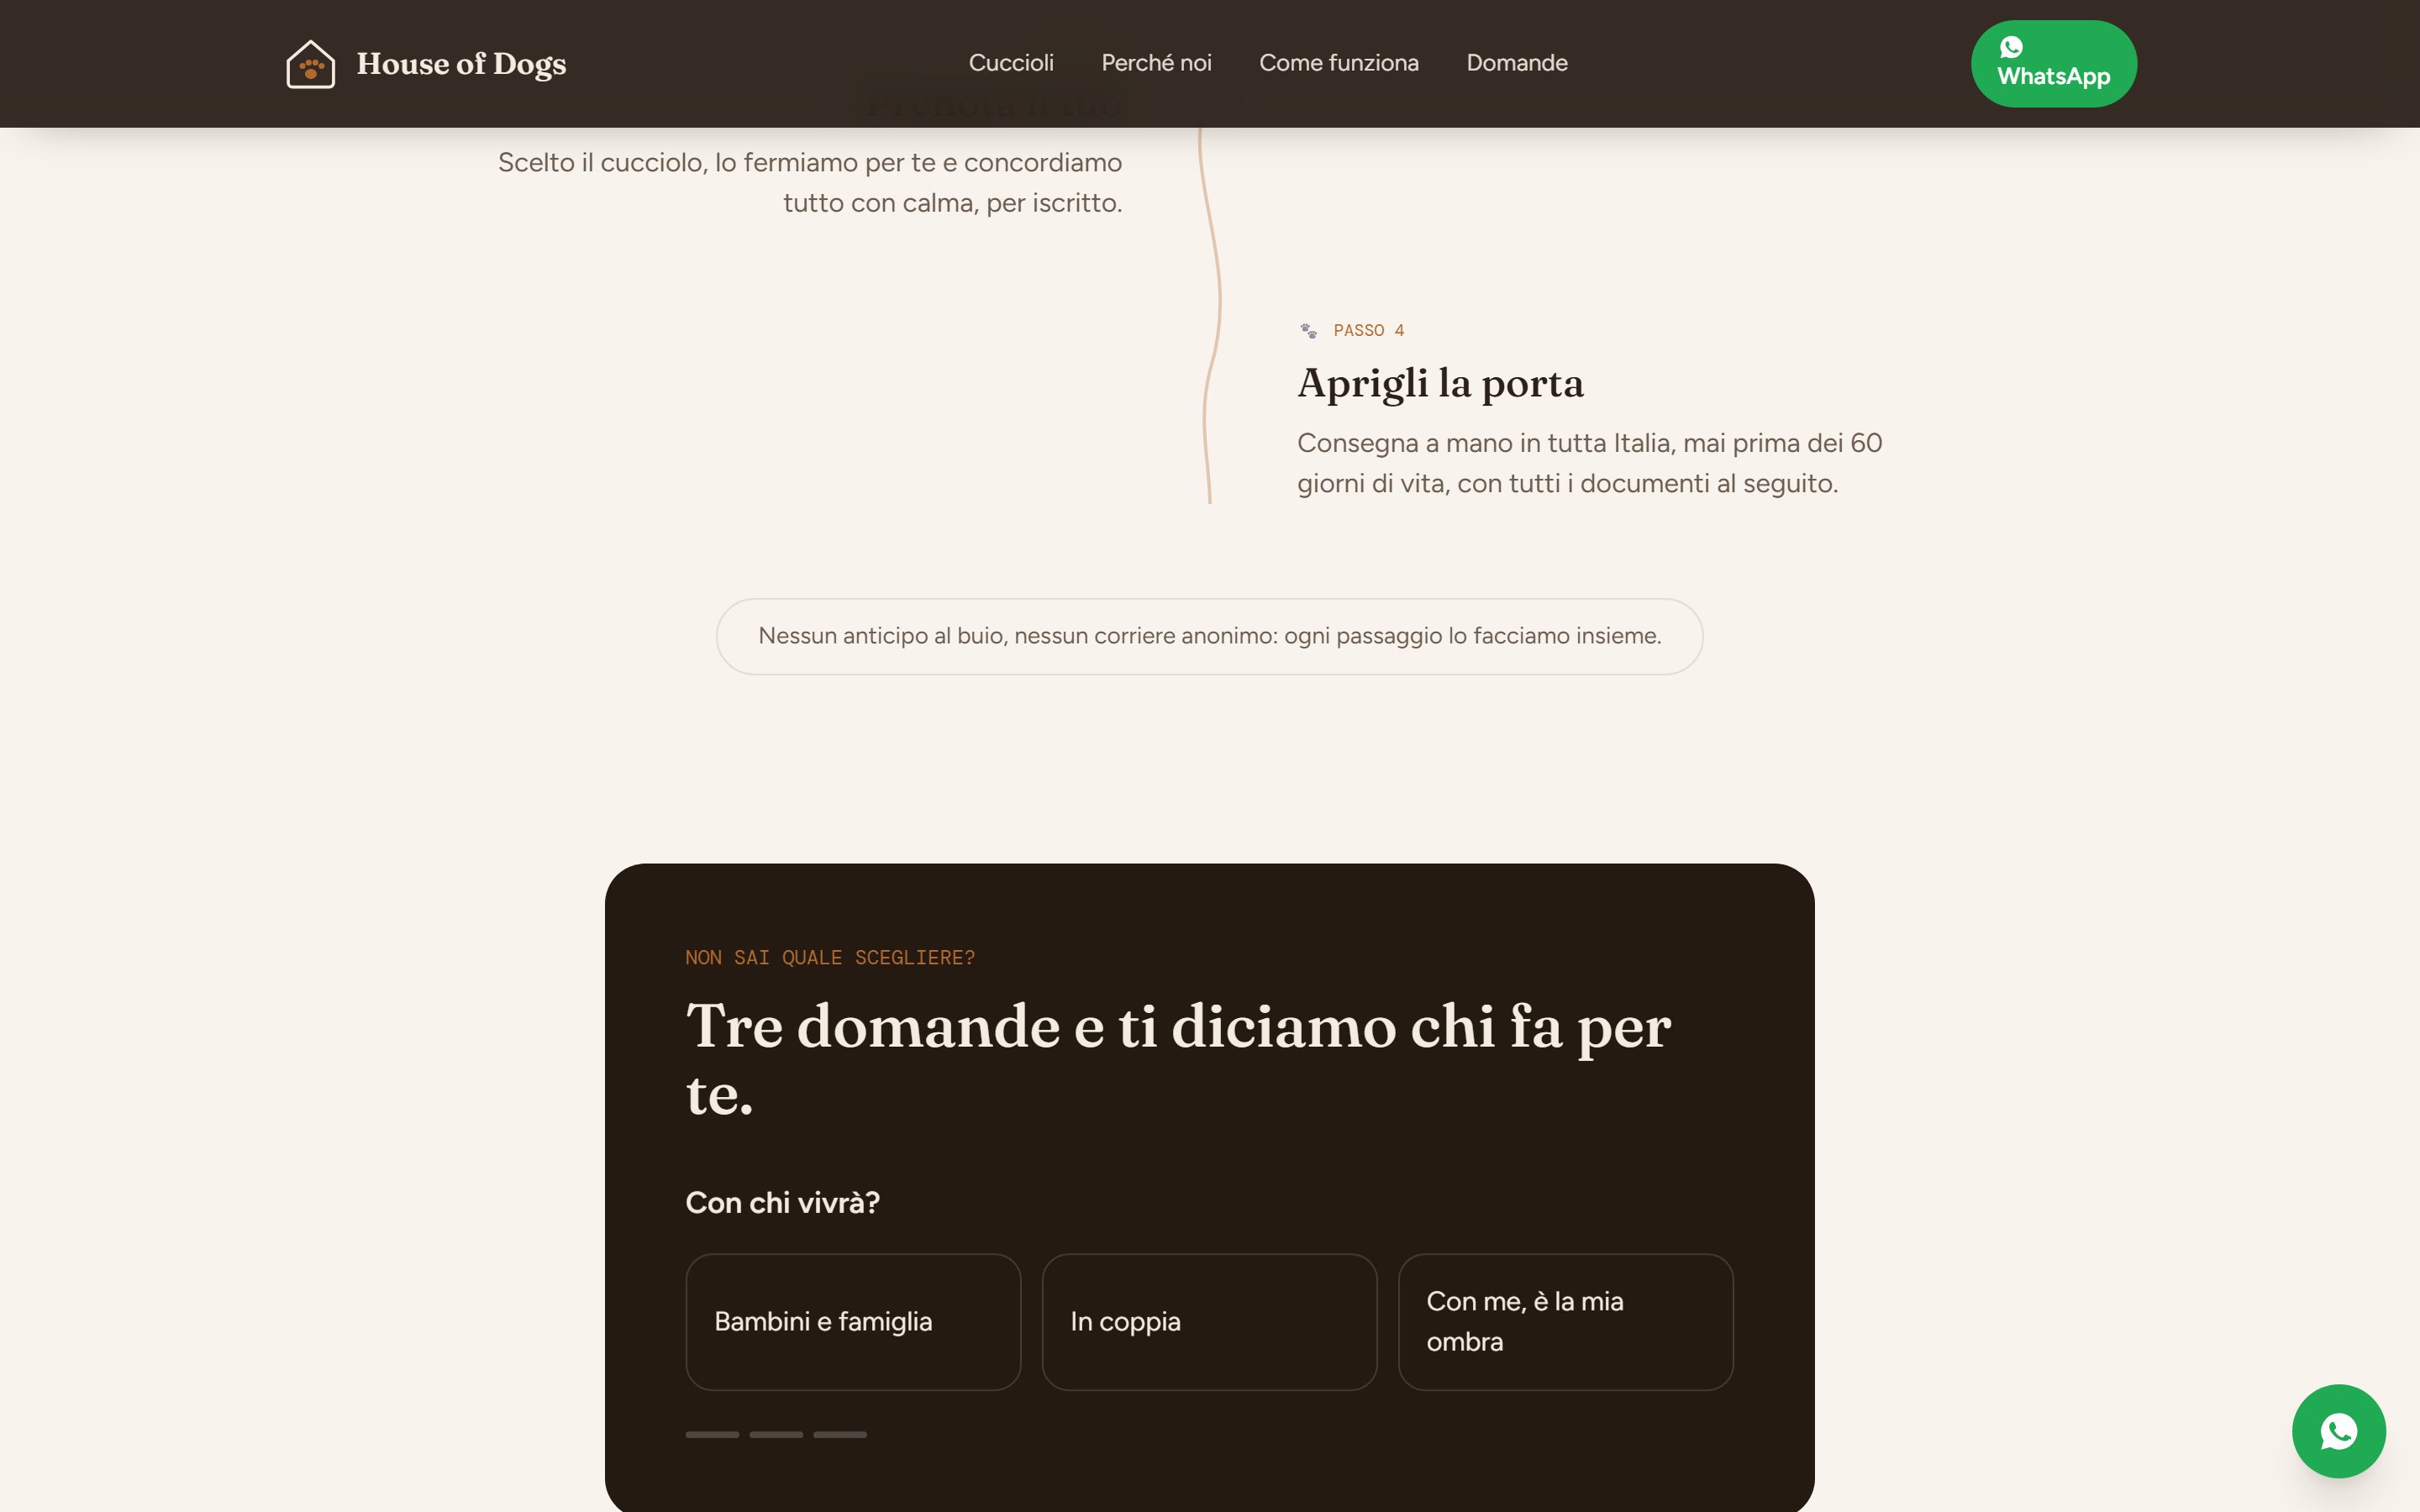 House of Dogs
Cuccioli
Perché noi
Come funziona
Domande
WhatsApp
Prenota il tuo
Scelto il cucciolo, lo fermiamo per te e concordiamo
tutto con calma, per iscritto.
PASSO 4
Aprigli la porta
Consegna a mano in tutta Italia, mai prima dei 60
giorni di vita, con tutti i documenti al seguito.
Nessun anticipo al buio, nessun corriere anonimo: ogni passaggio lo facciamo insieme.
NON SAI QUALE SCEGLIERE?
Tre domande e ti diciamo chi fa per
te.
Con chi vivrà?
Bambini e famiglia
In coppia
Con me, è la mia
ombra